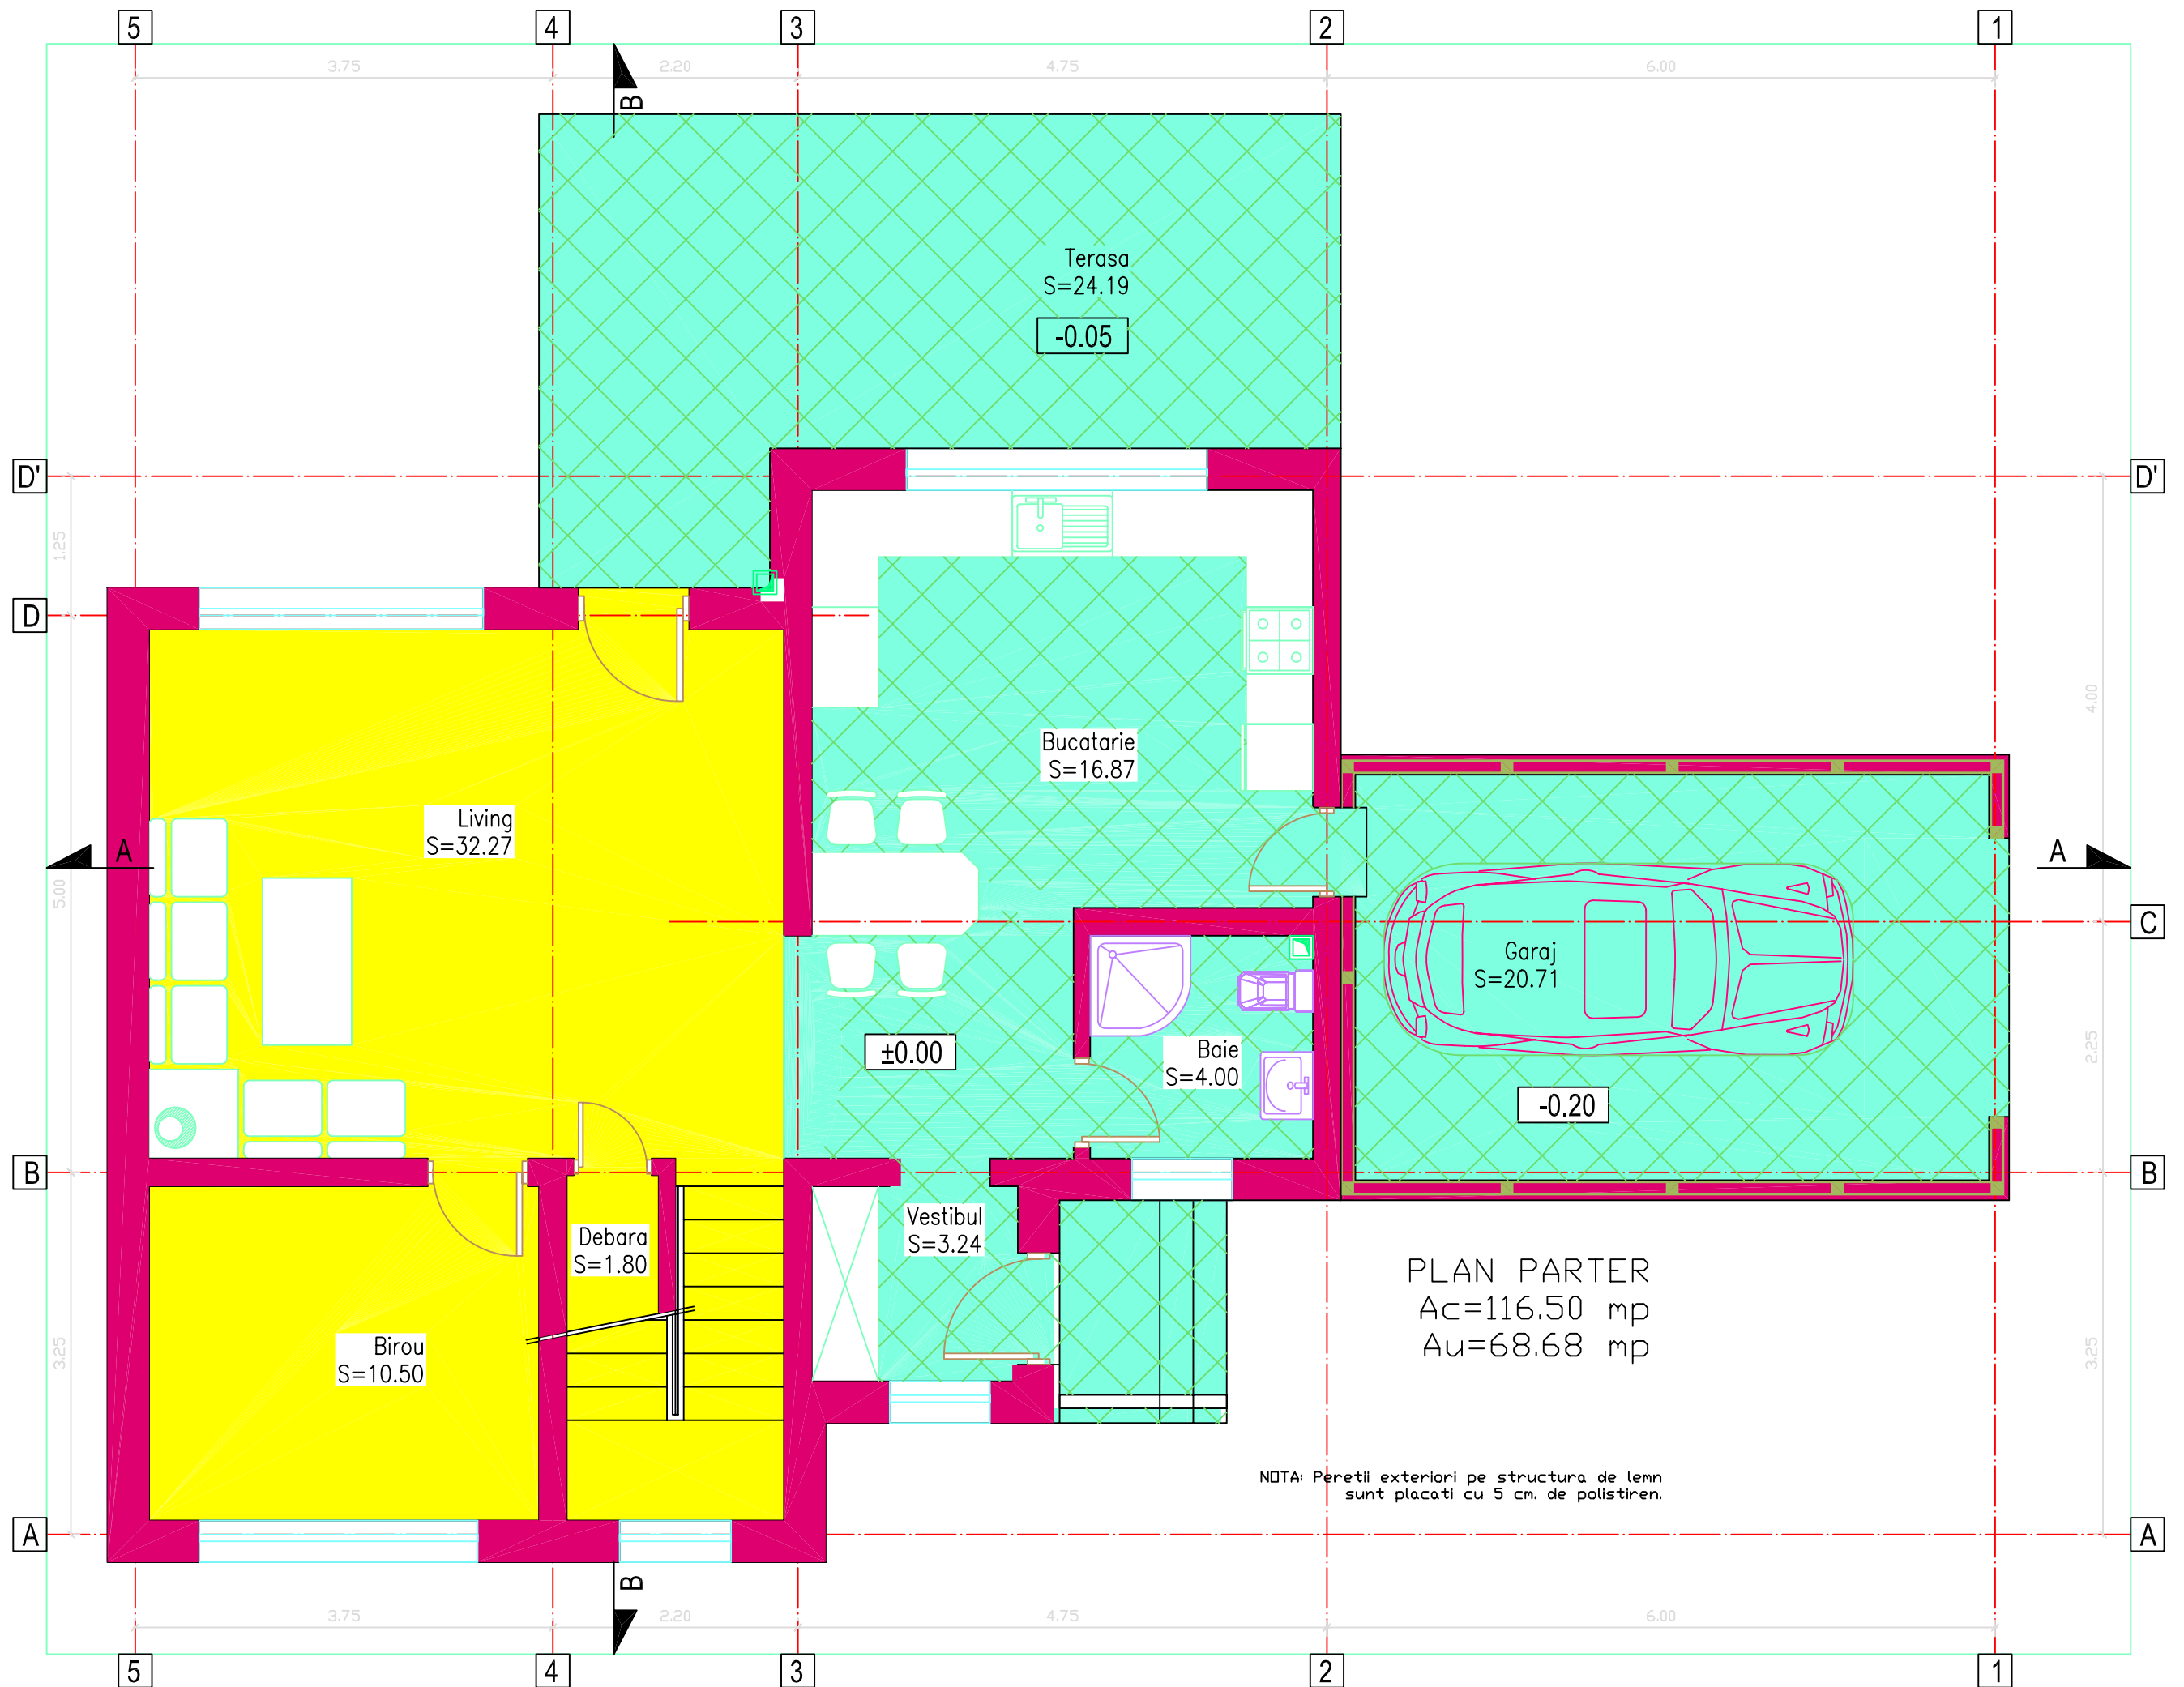 5 4 3 2 1
3.75 2.20 4.75 6.00
B
Terasa
S=24.19
-0.05
D' D'
1.25
D
4.00
Bucatarie
S=16.87
Living
S=32.27
A A
5.00
C
Garaj
S=20.71
±0.00
Baie
S=4.00
2.25
-0.20
B B
Vestibul
S=3.24
Debara
S=1.80
PLAN PARTER
Ac=116.50 mp
Au=68.68 mp
Birou
S=10.50
3.25 3.25
NOTA: Peretii exteriori pe structura de lemn
sunt placati cu 5 cm. de polistiren.
A A
B
3.75 2.20 4.75 6.00
5 4 3 2 1